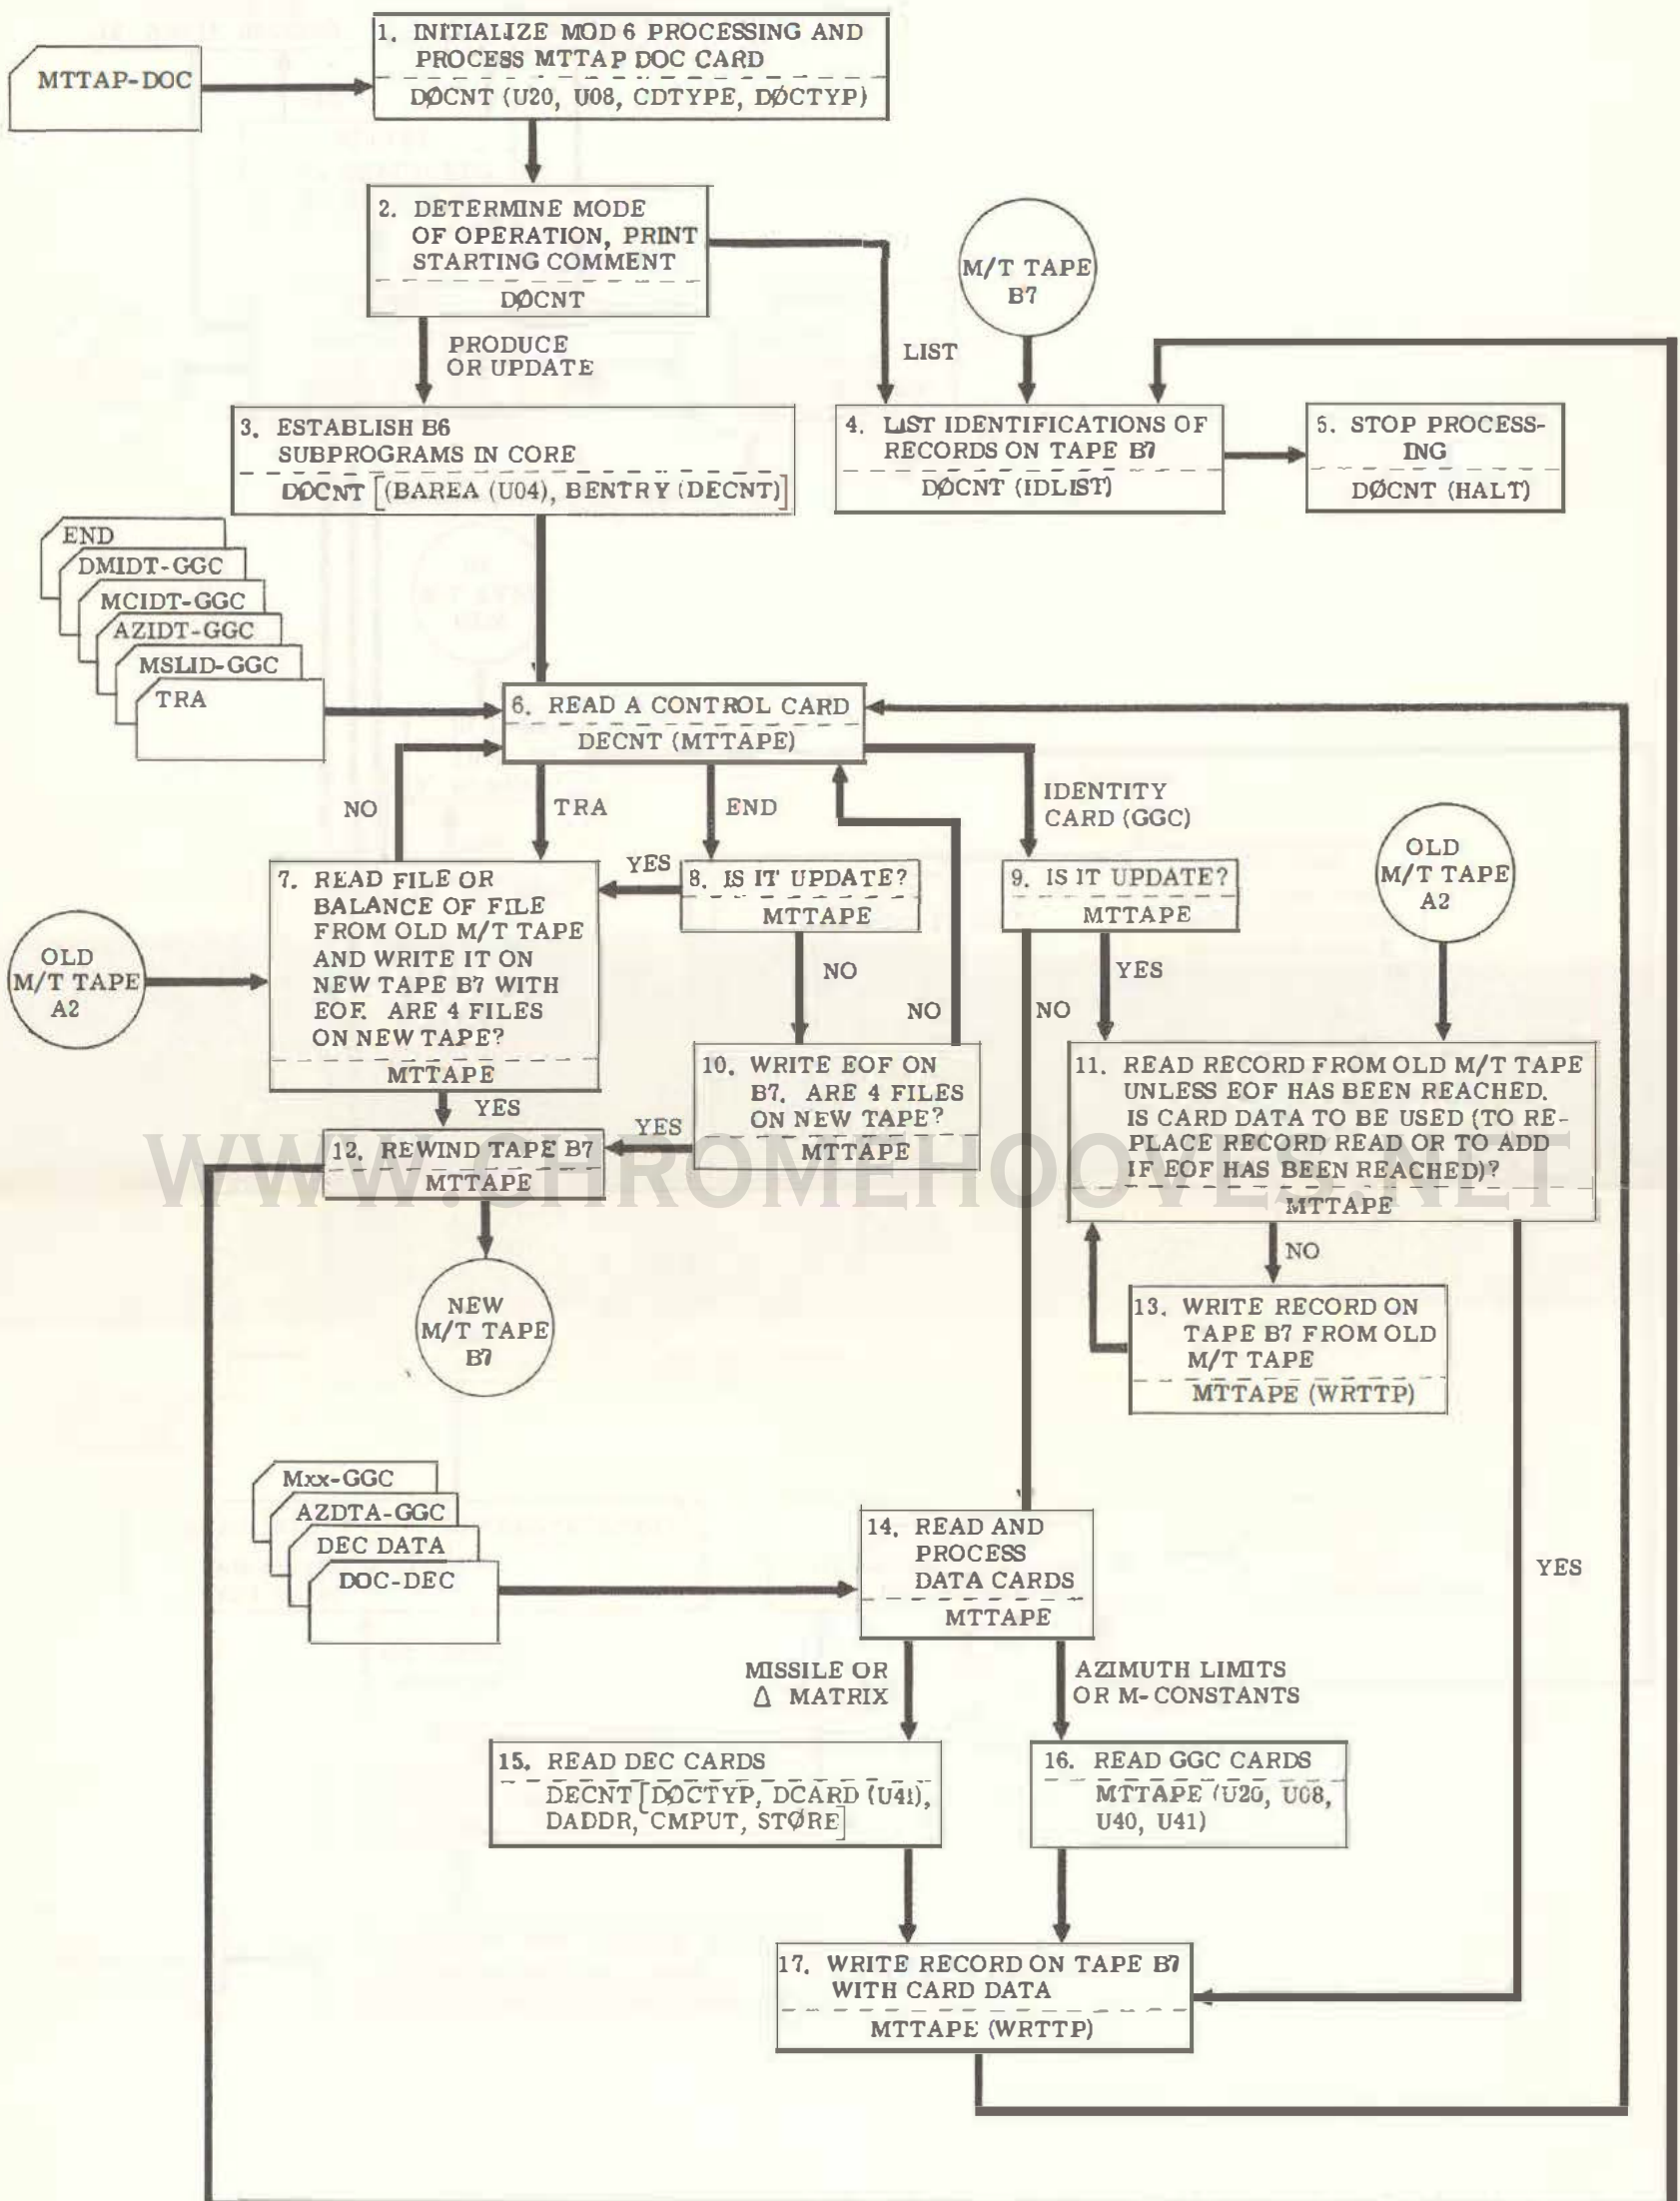 MTTAP-DOC
1. INITIALIZE MOD 6 PROCESSING AND
PROCESS MTTAP DOC CARD
DØCNT (U20, U08, CDTYPE, DØCTYP)
2. DETERMINE MODE
OF OPERATION, PRINT
STARTING COMMENT
DØCNT
M/T TAPE
B7
PRODUCE
OR UPDATE
LIST
3. ESTABLISH B6
SUBPROGRAMS IN CORE
DØCNT [(BAREA (U04), BENTRY (DECNT)]
4. LIST IDENTIFICATIONS OF
RECORDS ON TAPE B7
DØCNT (IDLIST)
5. STOP PROCESS-
ING
DØCNT (HALT)
END
DMIDT-GGC
MCIDT-GGC
AZIDT-GGC
MSLID-GGC
TRA
6. READ A CONTROL CARD
DECNT (MTTAPE)
NO
TRA
END
IDENTITY
CARD (GGC)
OLD
M/T TAPE
A2
7. READ FILE OR
BALANCE OF FILE
FROM OLD M/T TAPE
AND WRITE IT ON
NEW TAPE B7 WITH
EOF. ARE 4 FILES
ON NEW TAPE?
MTTAPE
YES
8. IS IT UPDATE?
MTTAPE
9. IS IT UPDATE?
MTTAPE
OLD
M/T TAPE
A2
NO
NO
NO
YES
10. WRITE EOF ON
B7. ARE 4 FILES
ON NEW TAPE?
MTTAPE
11. READ RECORD FROM OLD M/T TAPE
UNLESS EOF HAS BEEN REACHED.
IS CARD DATA TO BE USED (TO RE-
PLACE RECORD READ OR TO ADD
IF EOF HAS BEEN REACHED)?
MTTAPE
YES
YES
12. REWIND TAPE B7
MTTAPE
WWW.CHROMEHOOVES.NET
NEW
M/T TAPE
B7
NO
13. WRITE RECORD ON
TAPE B7 FROM OLD
M/T TAPE
MTTAPE (WRTTP)
Mxx-GGC
AZDTA-GGC
DEC DATA
DOC-DEC
14. READ AND
PROCESS
DATA CARDS
MTTAPE
YES
MISSILE OR
Δ MATRIX
AZIMUTH LIMITS
OR M-CONSTANTS
15. READ DEC CARDS
DECNT [DØCTYP, DCARD (U41),
DADDR, CMPUT, STØRE]
16. READ GGC CARDS
MTTAPE (U20, U08,
U40, U41)
17. WRITE RECORD ON TAPE B7
WITH CARD DATA
MTTAPE (WRTTP)